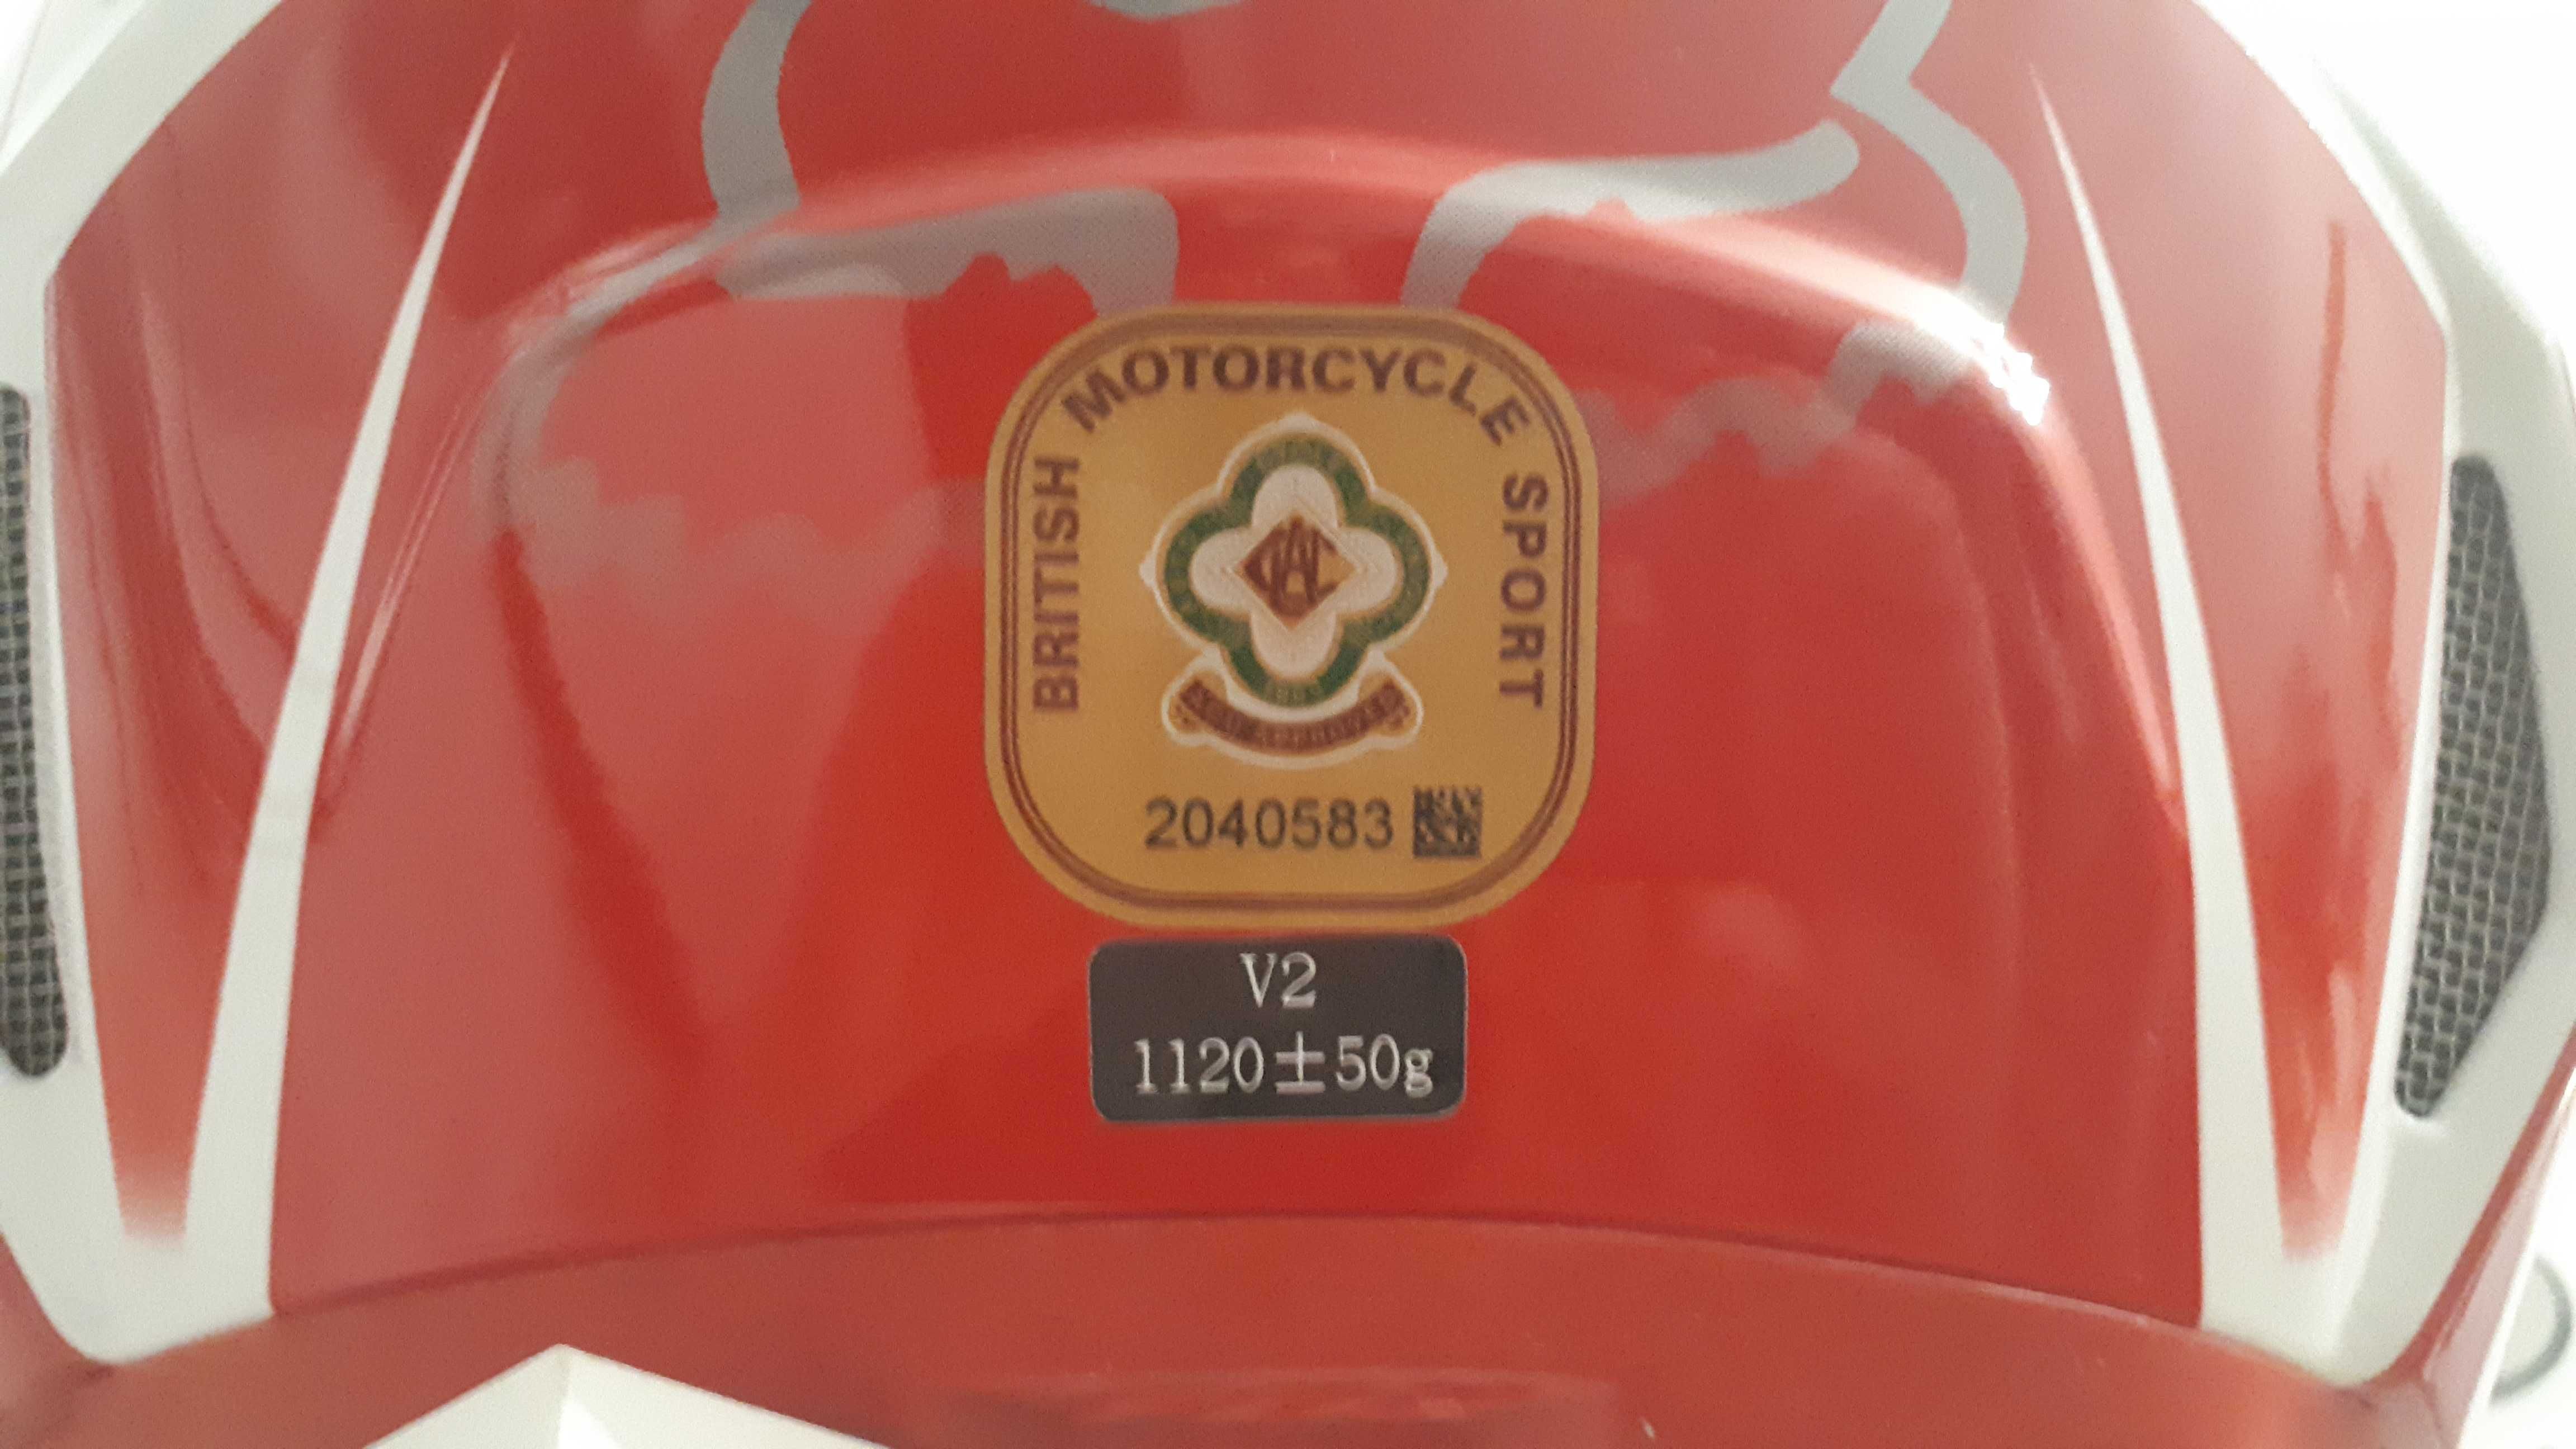 BRITISH MOTORCYCLE SPORT
2040583
V2
1120±50g